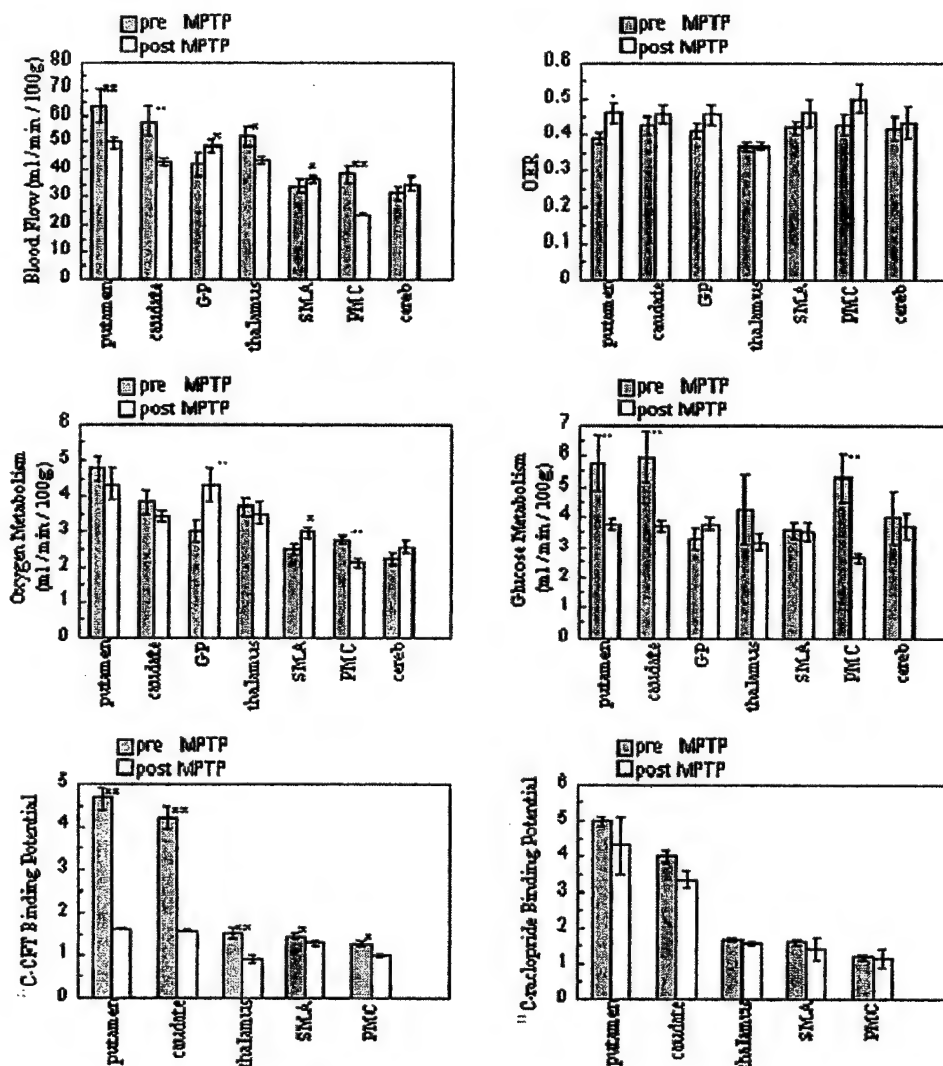 pre MPTP
post MPTP
Blood Flow (ml / min / 100g)
80
70
60
50
40
30
20
10
0
**
**
*
*
*
**
putamen
caudate
GP
thalamus
SMA
PMC
cereb
pre MPTP
post MPTP
OER
0.6
0.5
0.4
0.3
0.2
0.1
0
*
putamen
caudate
GP
thalamus
SMA
PMC
cereb
pre MPTP
post MPTP
Oxygen Metabolism
(ml / min / 100g)
6
5
4
3
2
1
0
**
*
**
putamen
caudate
GP
thalamus
SMA
PMC
cereb
pre MPTP
post MPTP
Glucose Metabolism
(ml / min / 100g)
7
6
5
4
3
2
1
0
**
**
**
putamen
caudate
GP
thalamus
SMA
PMC
cereb
pre MPTP
post MPTP
C-CFT Binding Potential
5
4
3
2
1
0
**
**
*
*
*
putamen
caudate
thalamus
SMA
PMC
pre MPTP
post MPTP
11 C-raclopride Binding Potential
6
5
4
3
2
1
0
putamen
caudate
thalamus
SMA
PMC